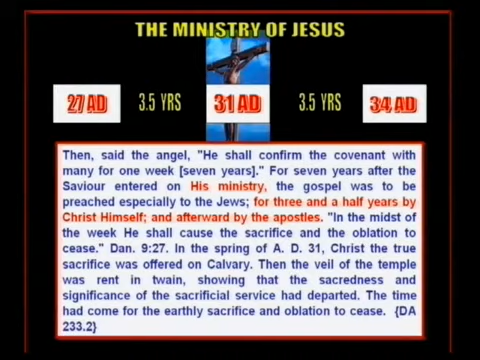 THE MINISTRY OF JESUS
27 AD 3.5 YRS 31 AD 3.5 YRS 34 AD
Then, said the angel, "He shall confirm the covenant with
many for one week [seven years]." For seven years after the
Saviour entered on His ministry, the gospel was to be
preached especially to the Jews; for three and a half years by
Christ Himself; and afterward by the apostles. "In the midst of
the week He shall cause the sacrifice and the oblation to
cease." Dan. 9:27. In the spring of A. D. 31, Christ the true
sacrifice was offered on Calvary. Then the veil of the temple
was rent in twain, showing that the sacredness and
significance of the sacrificial service had departed. The time
had come for the earthly sacrifice and oblation to cease. {DA
233.2}